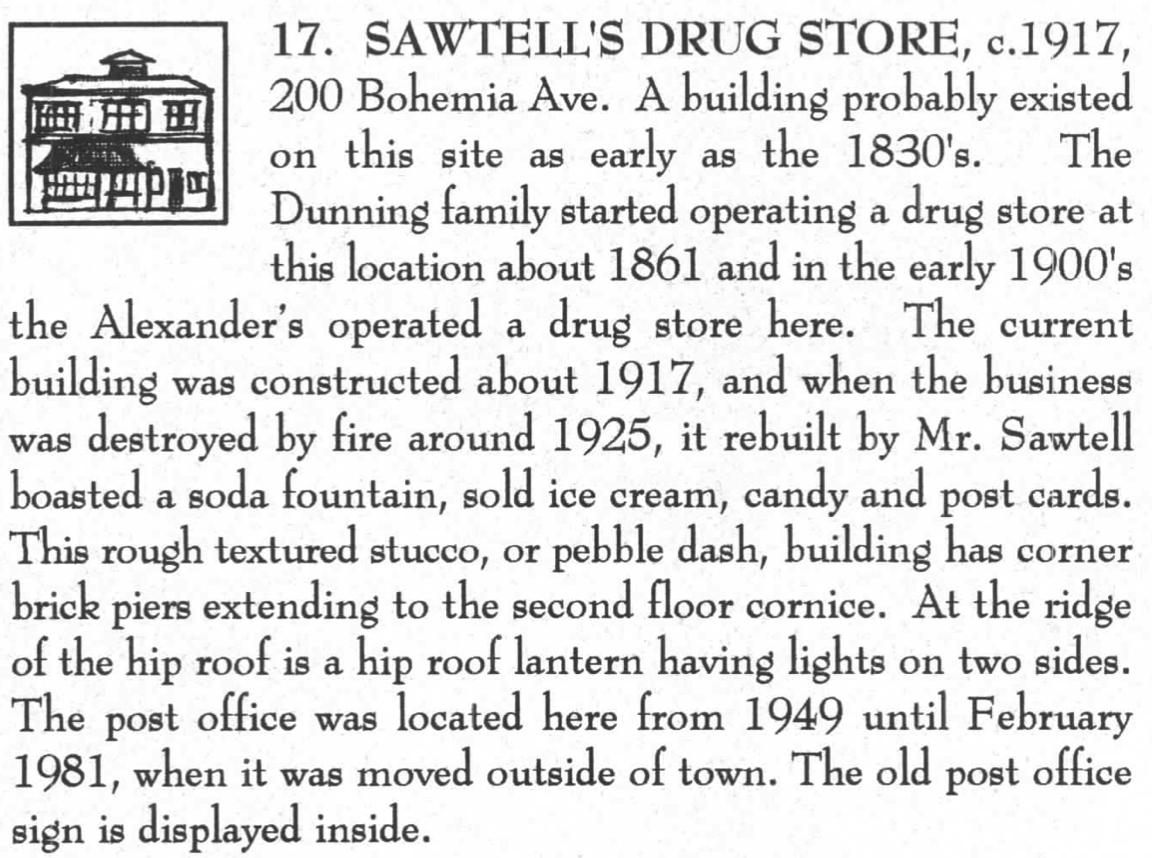 17. SAWTELL'S DRUG STORE, c.1917,
200 Bohemia Ave. A building probably existed
on this site as early as the 1830's. The
Dunning family started operating a drug store at
this location about 1861 and in the early 1900's
the Alexander's operated a drug store here. The current
building was constructed about 1917, and when the business
was destroyed by fire around 1925, it rebuilt by Mr. Sawtell
boasted a soda fountain, sold ice cream, candy and post cards.
This rough textured stucco, or pebble dash, building has corner
brick piers extending to the second floor cornice. At the ridge
of the hip roof is a hip roof lantern having lights on two sides.
The post office was located here from 1949 until February
1981, when it was moved outside of town. The old post office
sign is displayed inside.